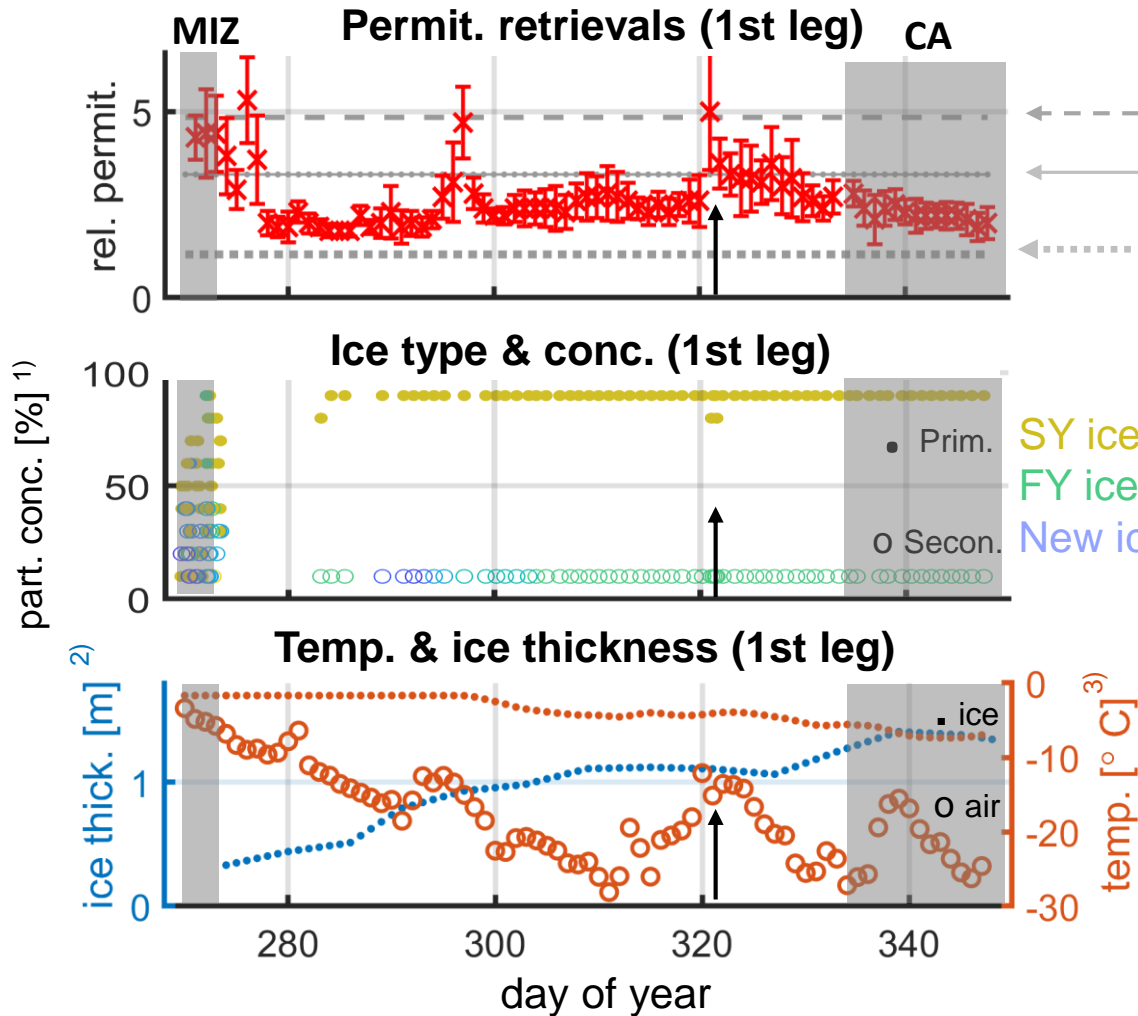 MIZ
Permit. retrievals (1st leg)
CA
rel. permit.
5
0
Ice type & conc. (1st leg)
part. conc. [%] 1)
100
50
0
Prim.
o Secon.
SY ice
FY ice
New ic
Temp. & ice thickness (1st leg)
ice thick. [m] 2)
1
0
. ice
o air
0
-10
-20
-30
temp. [° C] 3)
280 300 320 340
day of year